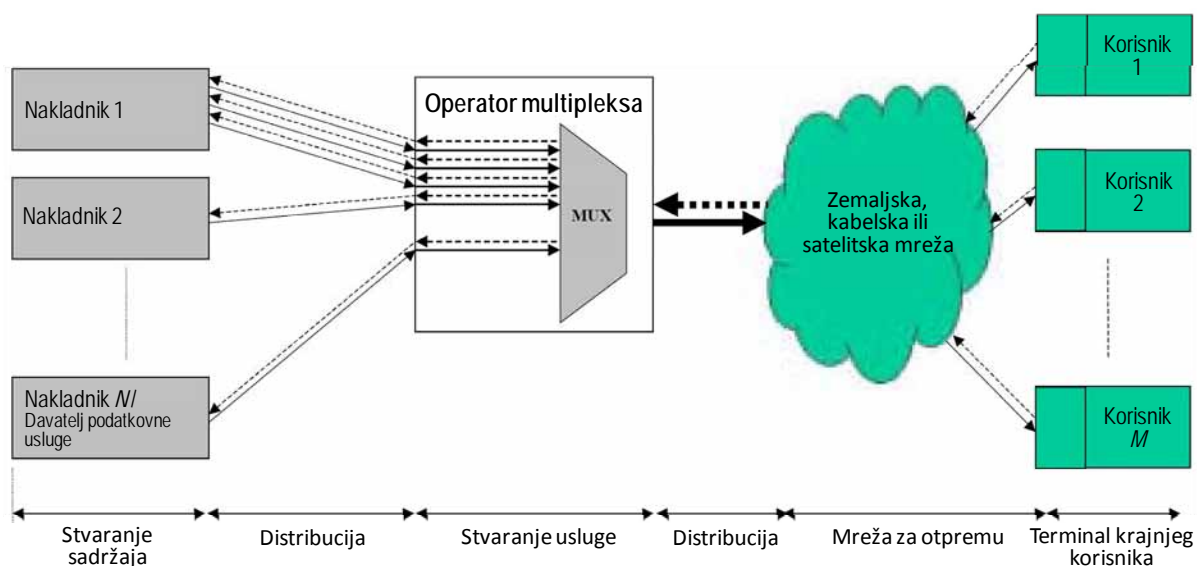 Nakladnik 1
Nakladnik 2
Nakladnik N/
Davatelj podatkovne
usluge
Operator multipleksa
MUX
Zemaljska,
kabelska ili
satelitska mreža
Korisnik
1
Korisnik
2
Korisnik
M
Stvaranje
sadržaja
Distribucija
Stvaranje usluge
Distribucija
Mreža za otpremu
Terminal krajnjeg
korisnika